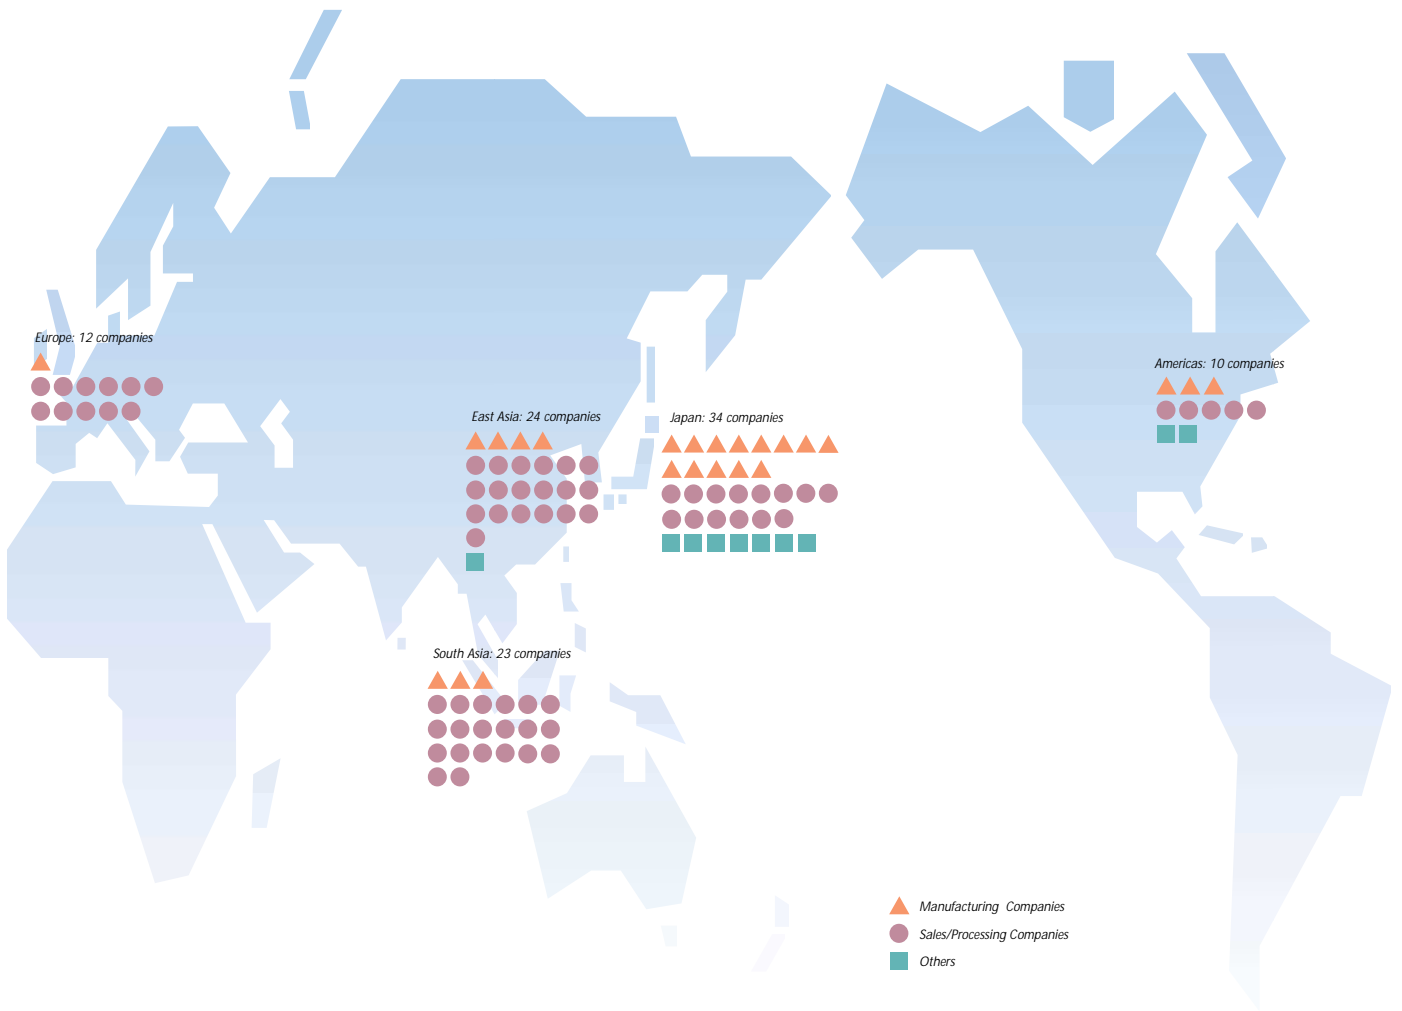 Europe: 12 companies
Americas: 10 companies
East Asia: 24 companies
Japan: 34 companies
South Asia: 23 companies
Manufacturing Companies
Sales/Processing Companies
Others